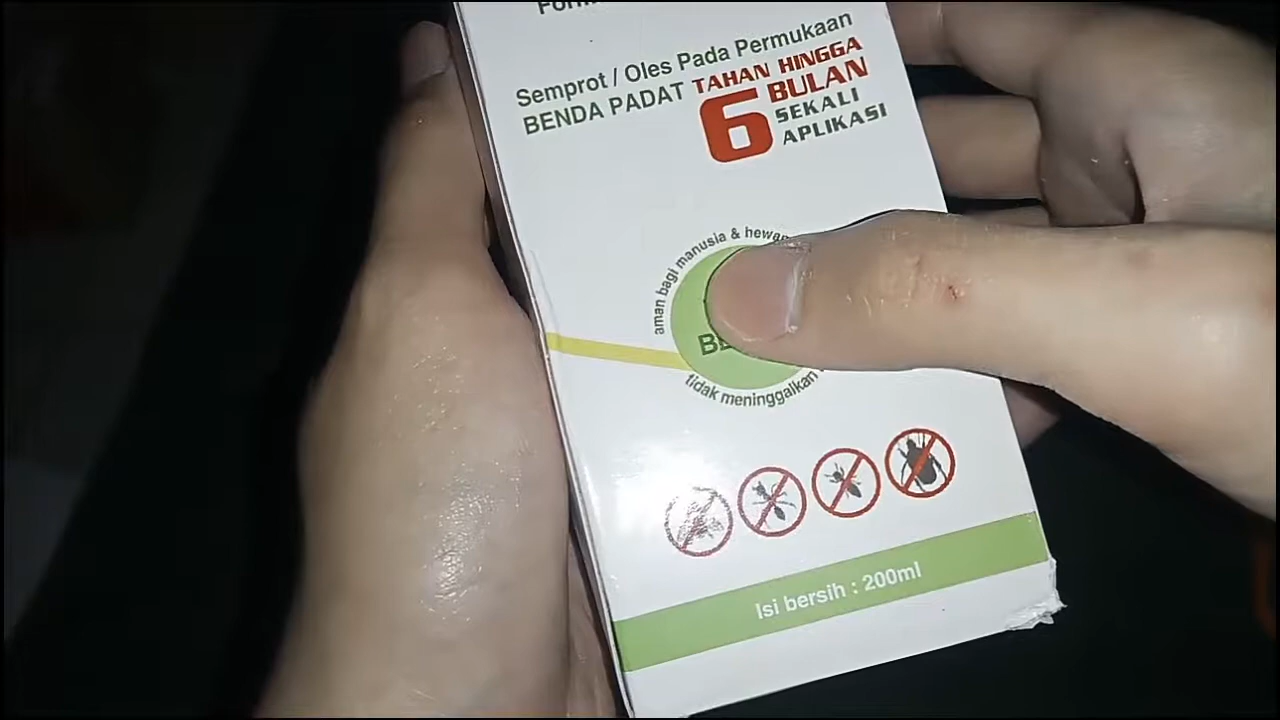 Semprot / Oles Pada Permukaan
BENDA PADAT TAHAN HINGGA
6 BULAN
SEKALI
APLIKASI
aman bagi manusia & hewan
tidak meninggalkan
Isi bersih : 200ml